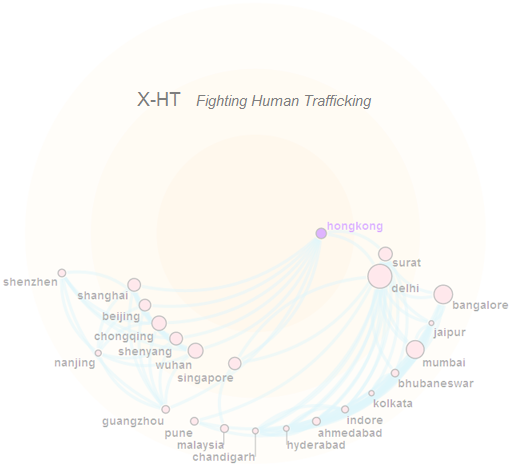 X-HT Fighting Human Trafficking
hongkong
surat
shenzhen
delhi
shanghai
bangalore
beijing
jaipur
chongqing
shenyang
nanjing
wuhan
mumbai
singapore
bhubaneswar
kolkata
guangzhou
indore
pune
ahmedabad
malaysia
hyderabad
chandigarh